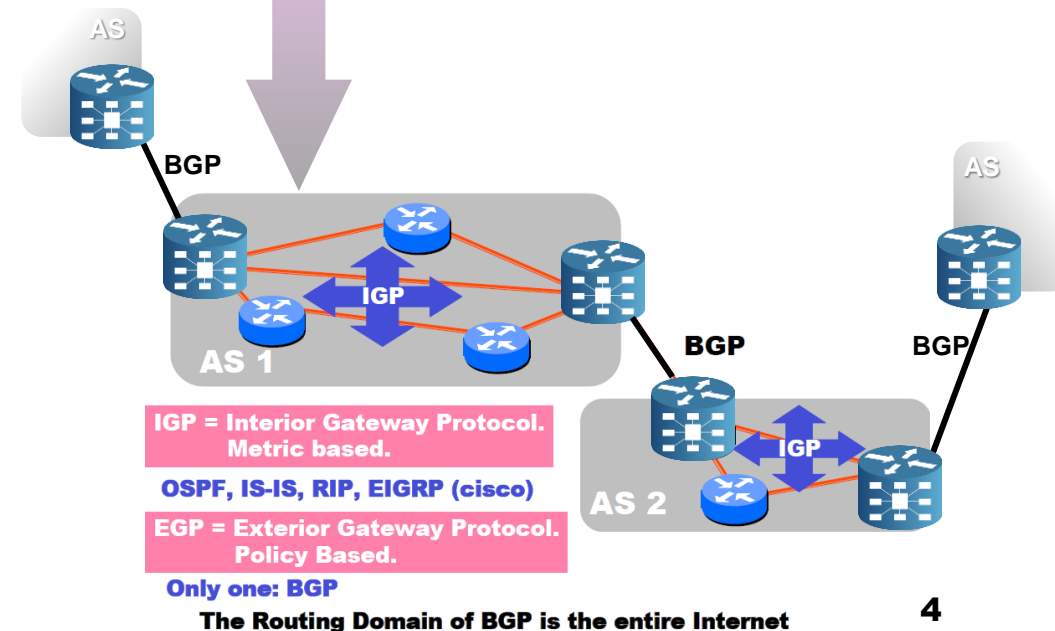 AS
BGP
AS
IGP
AS 1
BGP
BGP
IGP
AS 2
IGP = Interior Gateway Protocol.
Metric based.
OSPF, IS-IS, RIP, EIGRP (cisco)
EGP = Exterior Gateway Protocol.
Policy Based.
Only one: BGP
The Routing Domain of BGP is the entire Internet
4